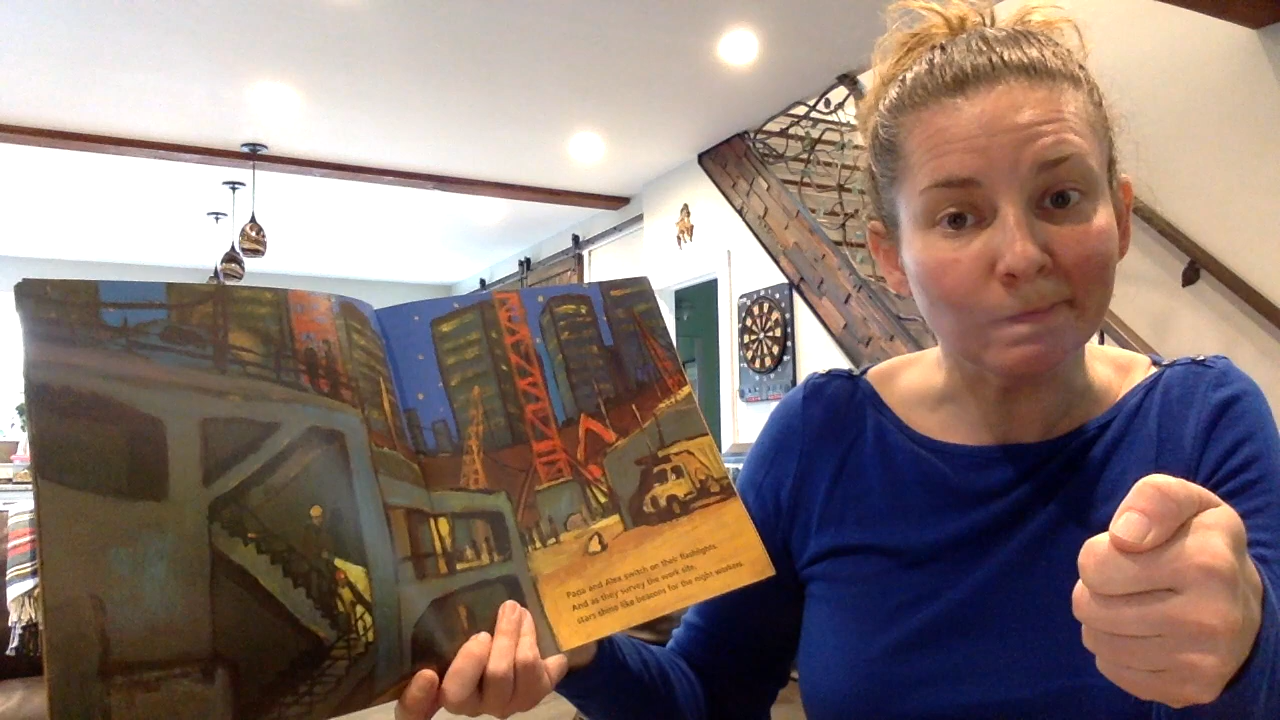 Papa and Alex switch on their flashlights.
And as they survey the work site,
stars shine like beacons for the night workers.